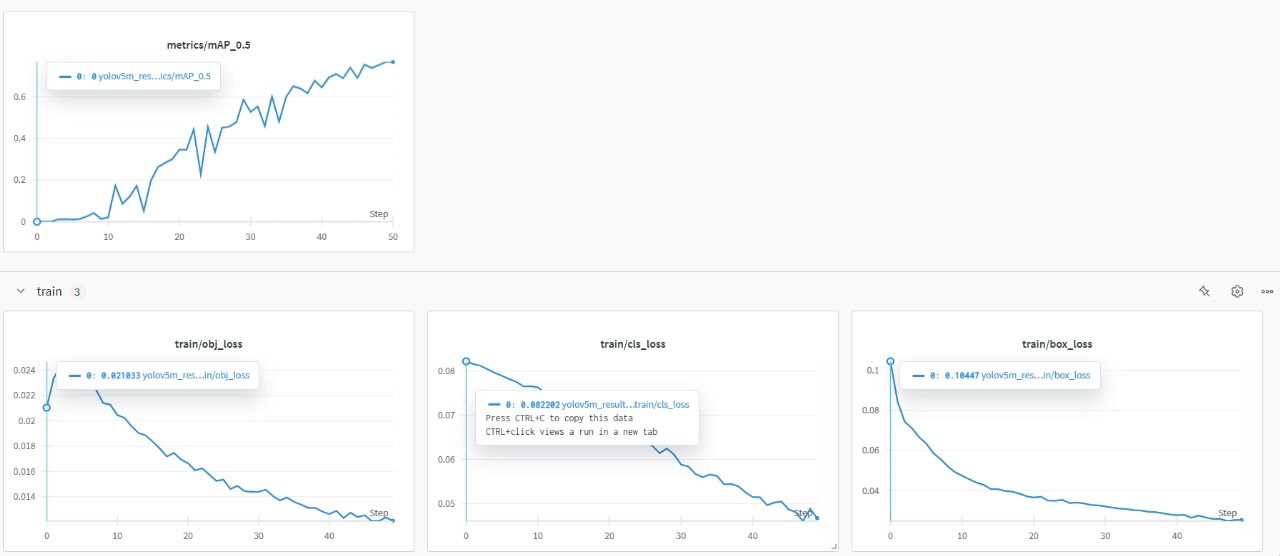 metrics/mAP_0.5
0: 0 yolov5m_res...ics/mAP_0.5
0.6
0.4
0.2
0
Step
0 10 20 30 40 50
train 3
train/obj_loss
0: 0.021033 yolov5m_res...in/obj_loss
0.024
0.022
0.02
0.018
0.016
0.014
Step
0 10 20 30 40
train/cls_loss
0.08
0: 0.082202 yolov5m_result...train/cls_loss
Press CTRL+C to copy this data
CTRL+click views a run in a new tab
0.07
0.06
0.05
Step
0 10 20 30 40
train/box_loss
0: 0.10447 yolov5m_res...in/box_loss
0.1
0.08
0.06
0.04
Step
0 10 20 30 40